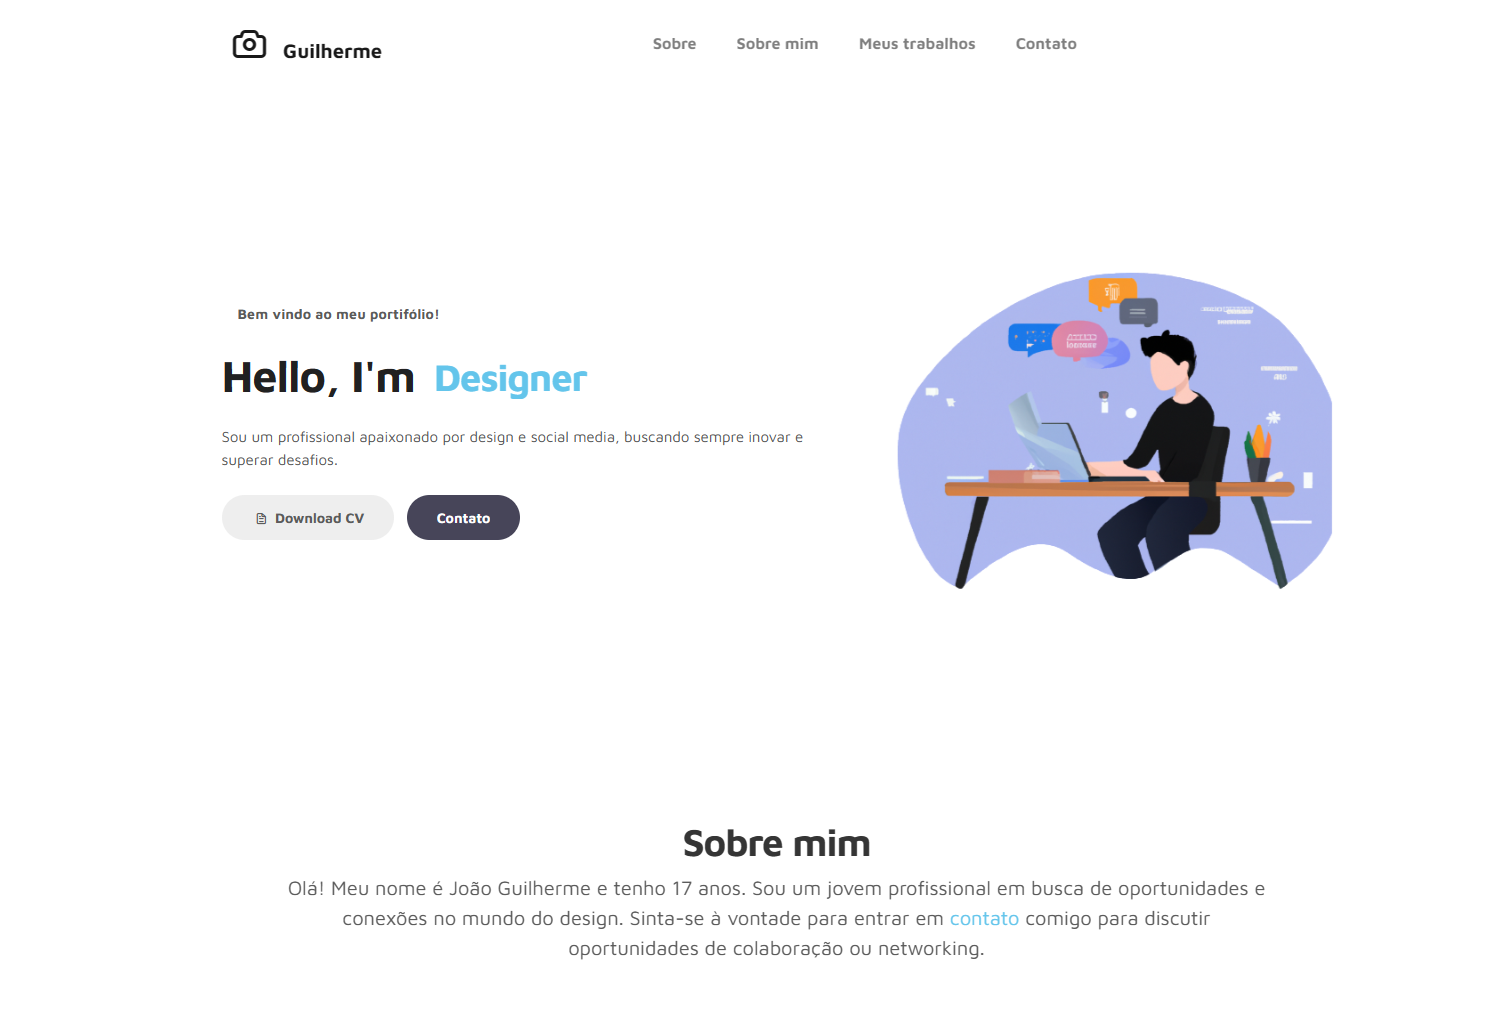 Guilherme
Sobre
Sobre mim
Meus trabalhos
Contato
Bem vindo ao meu portifólio!
Hello, I'm Designer
Sou um profissional apaixonado por design e social media, buscando sempre inovar e
superar desafios.
Download CV
Contato
Sobre mim
Olá! Meu nome é João Guilherme e tenho 17 anos. Sou um jovem profissional em busca de oportunidades e
conexões no mundo do design. Sinta-se à vontade para entrar em contato comigo para discutir
oportunidades de colaboração ou networking.